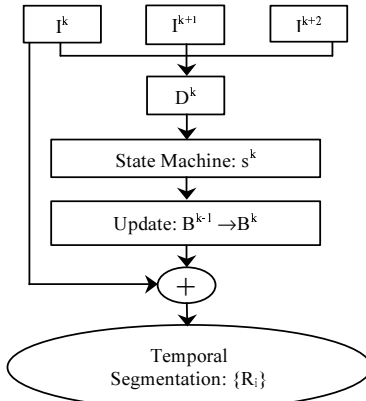 I^k I^{k+1} I^{k+2}
D^k
State Machine: s^k
Update: B^{k-1} →B^k
+
Temporal
Segmentation: {R_i}